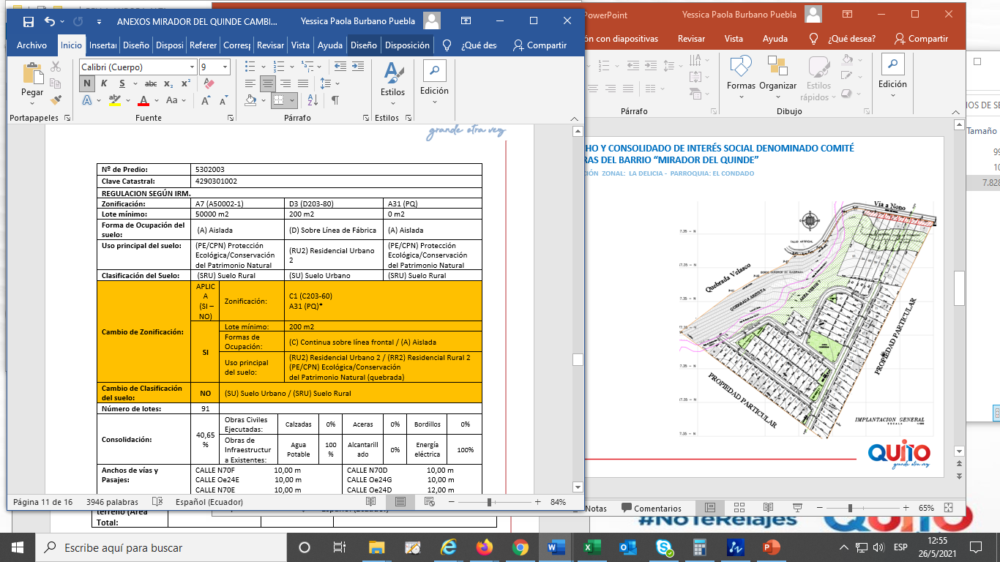 ANEXOS MIRADOR DEL QUINDE CAMBI...
Yessica Paola Burbano Puebla
Archivo
Inicio
Insertar
Diseño
Disposi
Referer
Corresp
Revisar
Vista
Ayuda
Diseño
Disposición
¿Qué des
Compartir
Calibri (Cuerpo)
9
Pegar
N K S abc x₂ x²
Aa
Estilos
Edición
Portapapeles
Fuente
Párrafo
Estilos
grande otra vez
Nº de Predio: 5302003
Clave Catastral: 4290301002
REGULACION SEGÚN IRM.
Zonificación: A7 (A50002-1) D3 (D203-80) A31 (PQ)
Lote mínimo: 50000 m2 200 m2 0 m2
Forma de Ocupación del
suelo: (A) Aislada (D) Sobre Línea de Fábrica (A) Aislada
Uso principal del suelo: (PE/CPN) Protección
Ecológica/Conservación
del Patrimonio Natural
(RU2) Residencial Urbano
2
(PE/CPN) Protección
Ecológica/Conservación
del Patrimonio Natural
Clasificación del Suelo: (SRU) Suelo Rural (SU) Suelo Urbano (SRU) Suelo Rural
Cambio de Zonificación:
APLIC
A
(SI –
NO)
Zonificación:
C1 (C203-60)
A31 (PQ)*
SI
Lote mínimo: 200 m2
Formas de
Ocupación:
(C) Continua sobre línea frontal / (A) Aislada
Uso principal
del suelo:
(RU2) Residencial Urbano 2 / (RR2) Residencial Rural 2
(PE/CPN) Ecológica/Conservación
del Patrimonio Natural (quebrada)
Cambio de Clasificación
del suelo:
NO
(SU) Suelo Urbano / (SRU) Suelo Rural
Número de lotes: 91
Consolidación:
40,65
%
Obras Civiles
Ejecutadas:
Calzadas 0% Aceras 0% Bordillos 0%
Obras de
Infraestructur
a Existentes:
Agua
Potable
100
%
Alcantarill
ado
0%
Energía
eléctrica
100%
Anchos de vías y
Pasajes:
CALLE N70F 10,00 m CALLE N70D 10,00 m
CALLE Oe24E 10,00 m CALLE Oe24G 10,00 m
CALLE N70E 10,00 m CALLE Oe24D 12,00 m
Página 11 de 16
3946 palabras
Español (Ecuador)
84%
Total:
PowerPoint
Yessica Paola Burbano Puebla
ón con diapositivas
Revisar
Vista
Ayuda
¿Qué desea?
Compartir
Formas
Organizar
Estilos
rápidos
Edición
Párrafo
Dibujo
HO Y CONSOLIDADO DE INTERÉS SOCIAL DENOMINADO COMITÉ
RAS DEL BARRIO “MIRADOR DEL QUINDE”
CIÓN ZONAL: LA DELICIA - PARROQUIA: EL CONDADO
Vía a Nono
Quebrada Velasco
QUEBRADA ABIERTA
AREA VERDE 7
PROPIEDAD PARTICULAR
PROPIEDAD PARTICULAR
IMPLANTACION GENERAL
QUITO
grande otra vez
Notas
Comentarios
65%
IOS DE SE
Tamaño
99
10
7.828
#NoTeRelajes
Escribe aquí para buscar
ESP
12:55
26/5/2021